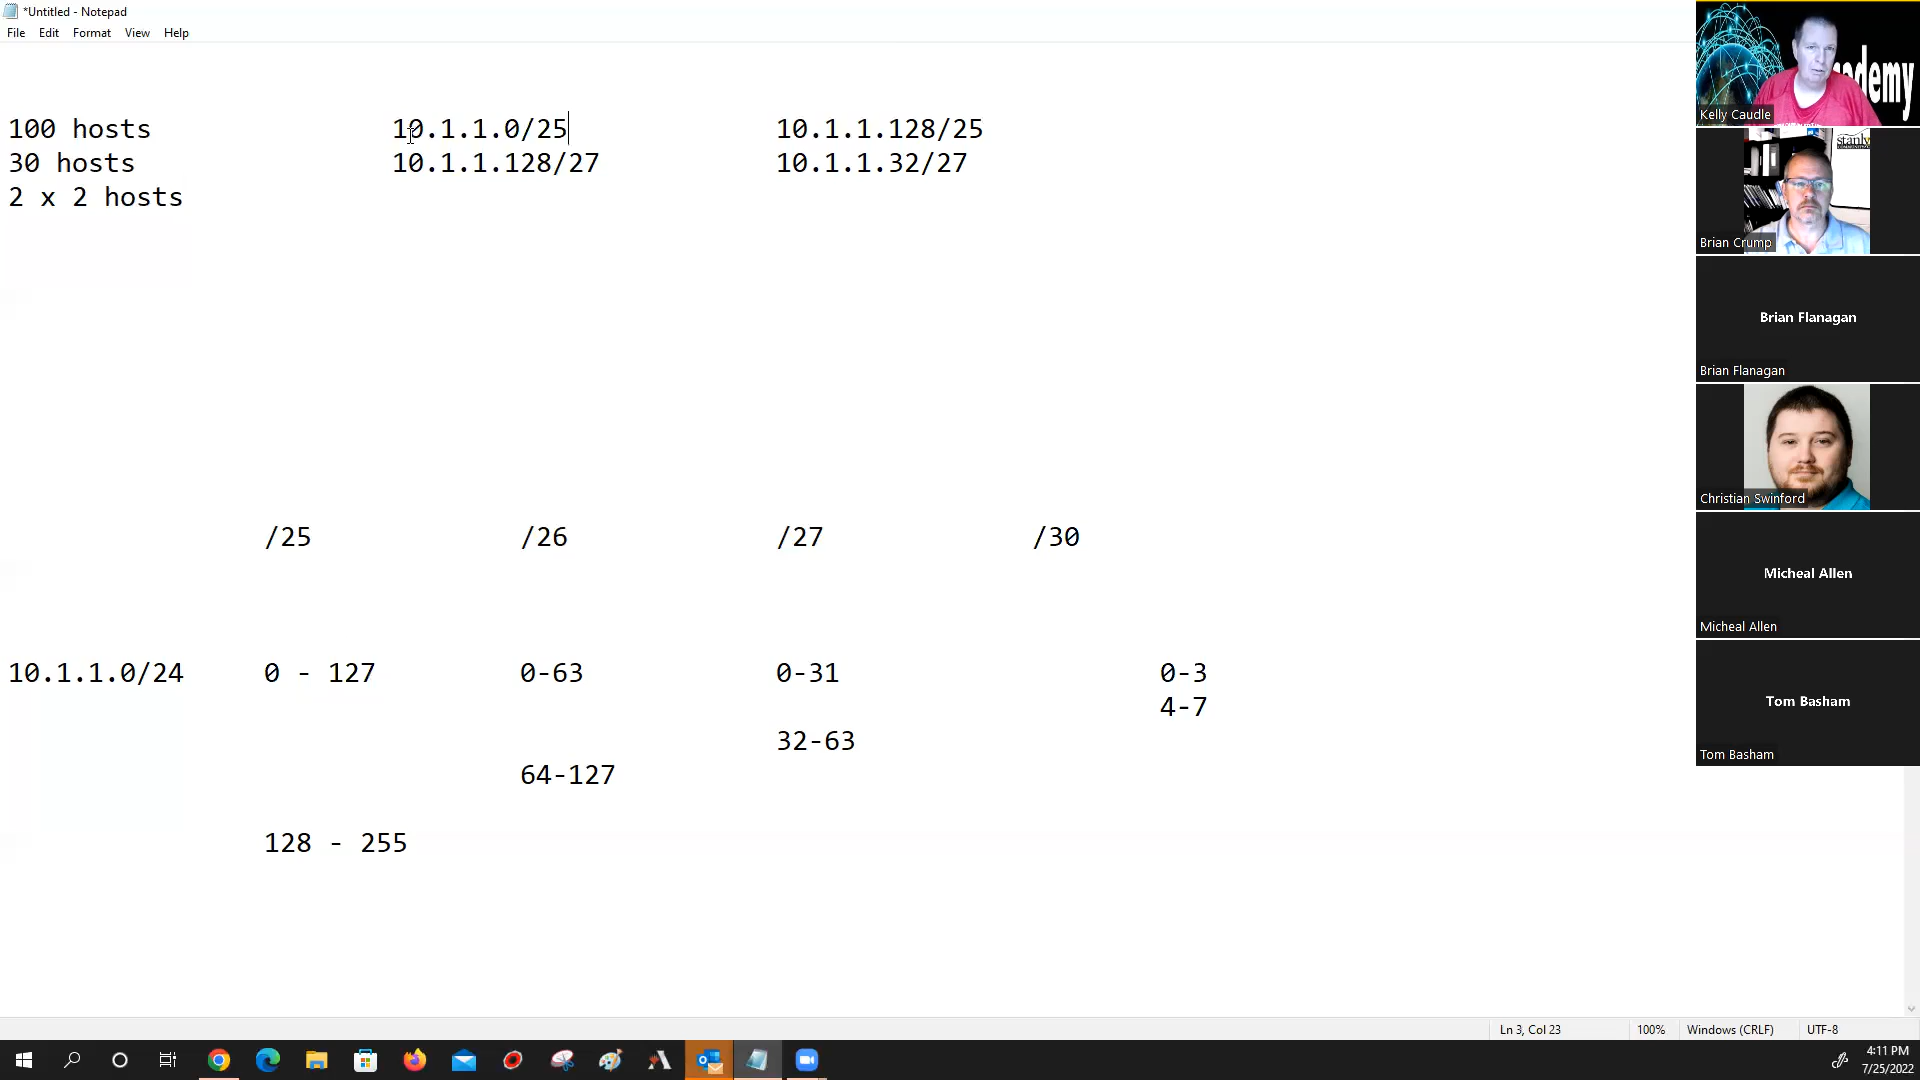 *Untitled - Notepad
File Edit Format View Help
100 hosts 10.1.1.0/25 10.1.1.128/25
30 hosts 10.1.1.128/27 10.1.1.32/27
2 x 2 hosts
/25 /26 /27 /30
10.1.1.0/24 0 - 127 0-63 0-31 0-3
4-7
32-63
64-127
128 - 255
Ln 3, Col 23 100% Windows (CRLF) UTF-8
4:11 PM
7/25/2022
ademy
Kelly Caudle
stanly
Brian Crump
Brian Flanagan
Brian Flanagan
Christian Swinford
Micheal Allen
Micheal Allen
Tom Basham
Tom Basham